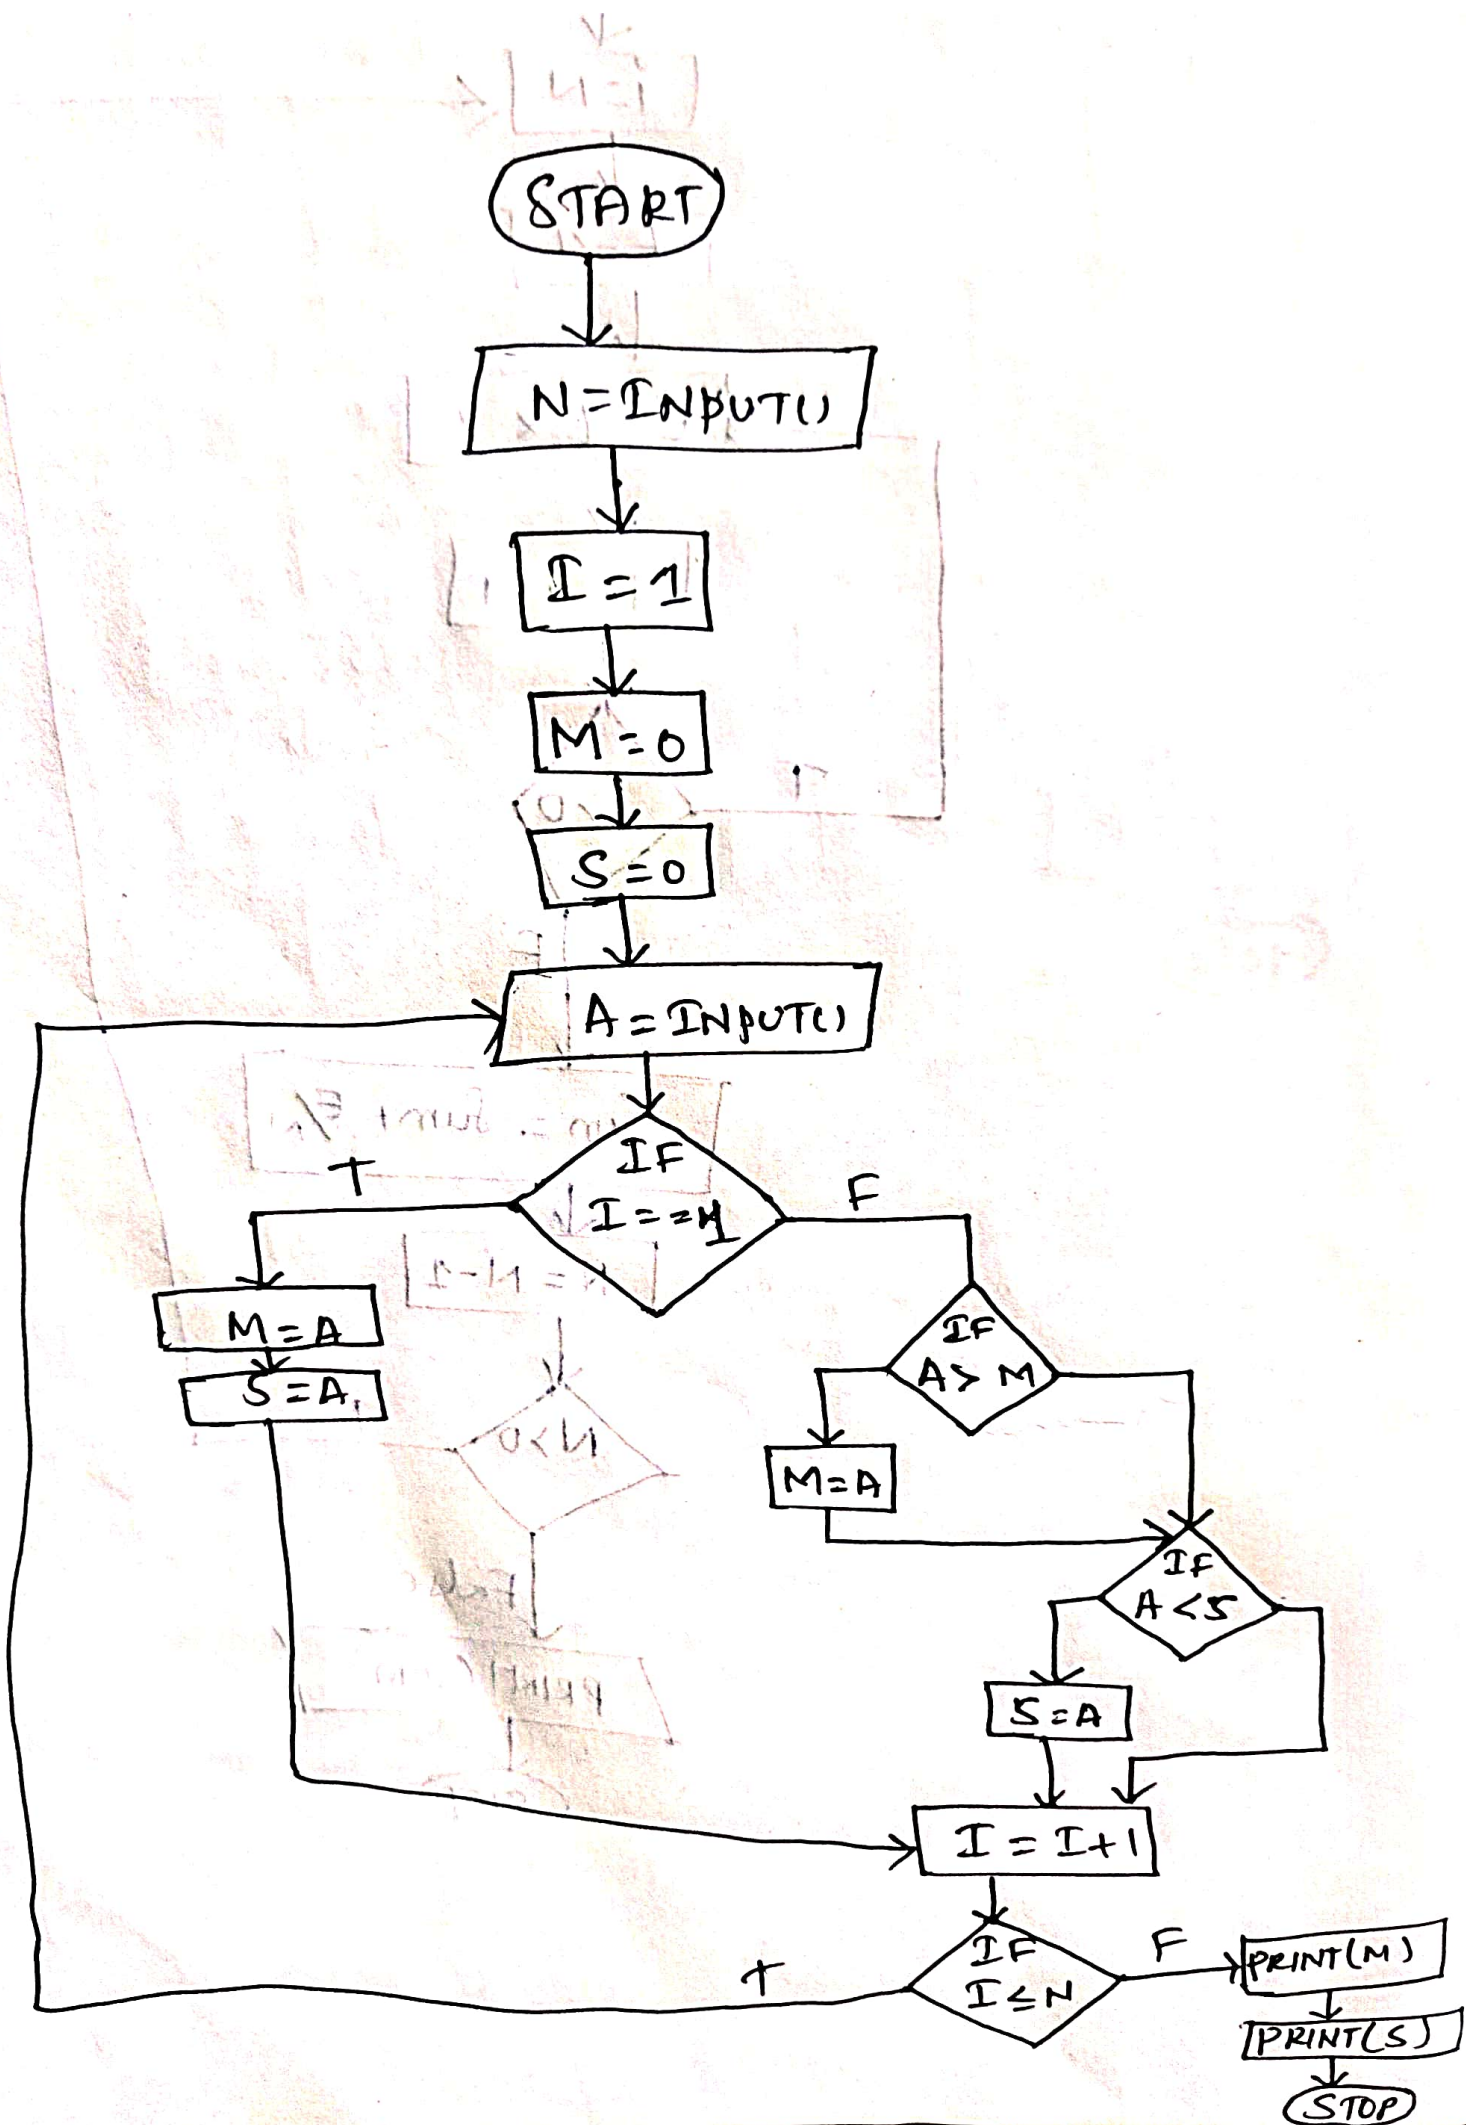 START
N=INPUT()
I=1
M=0
S=0
A=INPUT()
IF
I==1
T
F
M=A
S=A
IF
A>M
M=A
IF
A<S
S=A
I=I+1
IF
I≤N
T
F
PRINT(M)
PRINT(S)
STOP